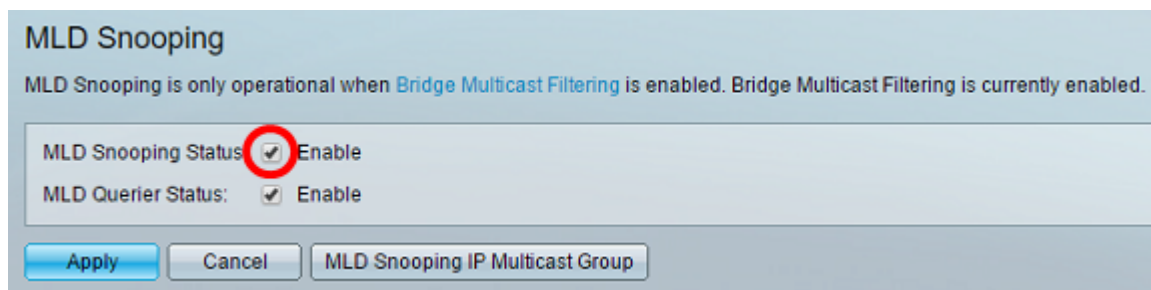 MLD Snooping
MLD Snooping is only operational when Bridge Multicast Filtering is enabled. Bridge Multicast Filtering is currently enabled.
MLD Snooping Status Enable
MLD Querier Status: Enable
Apply Cancel MLD Snooping IP Multicast Group